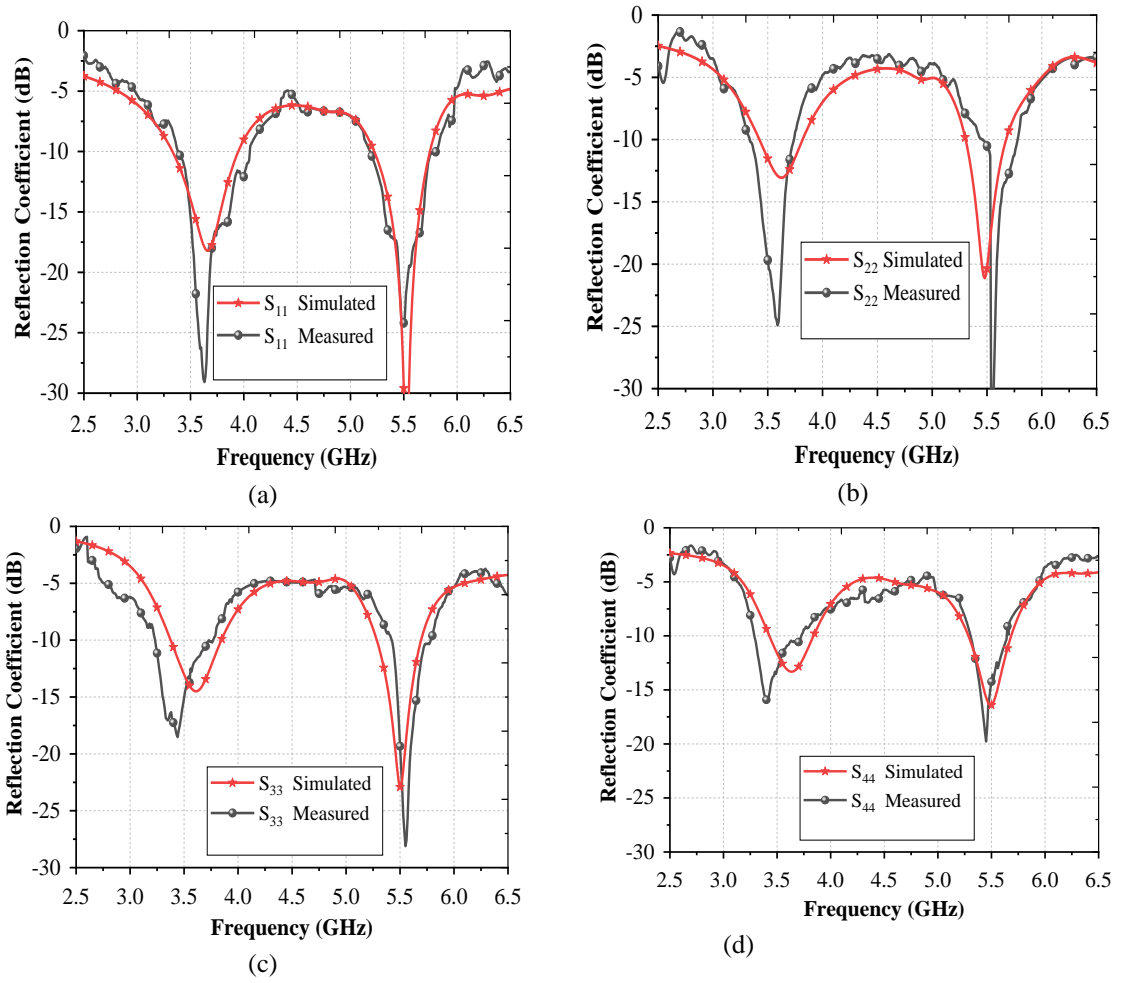 0
-5
-10
-15
-20
-25
-30
Reflection Coefficient (dB)
S11 Simulated
S11 Measured
2.5 3.0 3.5 4.0 4.5 5.0 5.5 6.0 6.5
Frequency (GHz)
(a)
0
-5
-10
-15
-20
-25
-30
Reflection Coefficient (dB)
S22 Simulated
S22 Measured
2.5 3.0 3.5 4.0 4.5 5.0 5.5 6.0 6.5
Frequency (GHz)
(b)
0
-5
-10
-15
-20
-25
-30
Reflection Coefficient (dB)
S33 Simulated
S33 Measured
2.5 3.0 3.5 4.0 4.5 5.0 5.5 6.0 6.5
Frequency (GHz)
(c)
0
-5
-10
-15
-20
-25
-30
Reflection Coefficient (dB)
S44 Simulated
S44 Measured
2.5 3.0 3.5 4.0 4.5 5.0 5.5 6.0 6.5
Frequency (GHz)
(d)